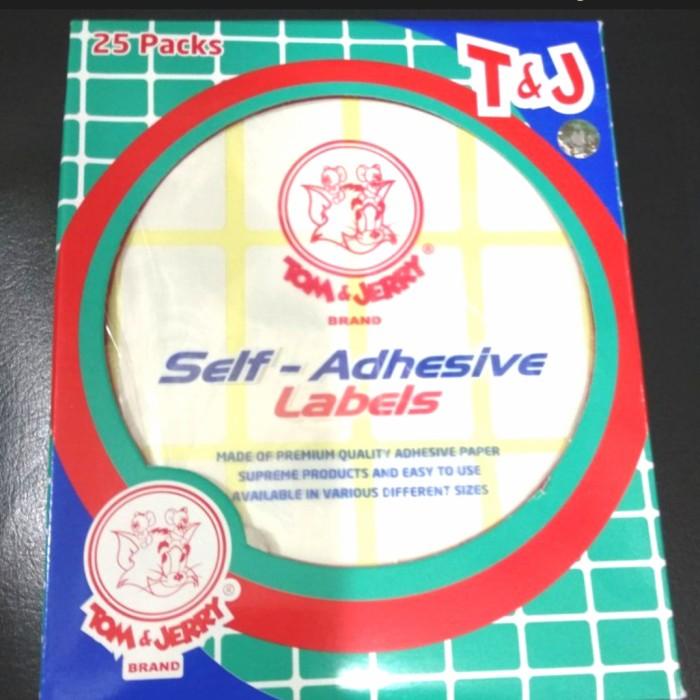 25 Packs
T&J
TOM & JERRY®
BRAND
Self - Adhesive
Labels
MADE OF PREMIUM QUALITY ADHESIVE PAPER
SUPREME PRODUCTS AND EASY TO USE
AVAILABLE IN VARIOUS DIFFERENT SIZES
TOM & JERRY®
BRAND